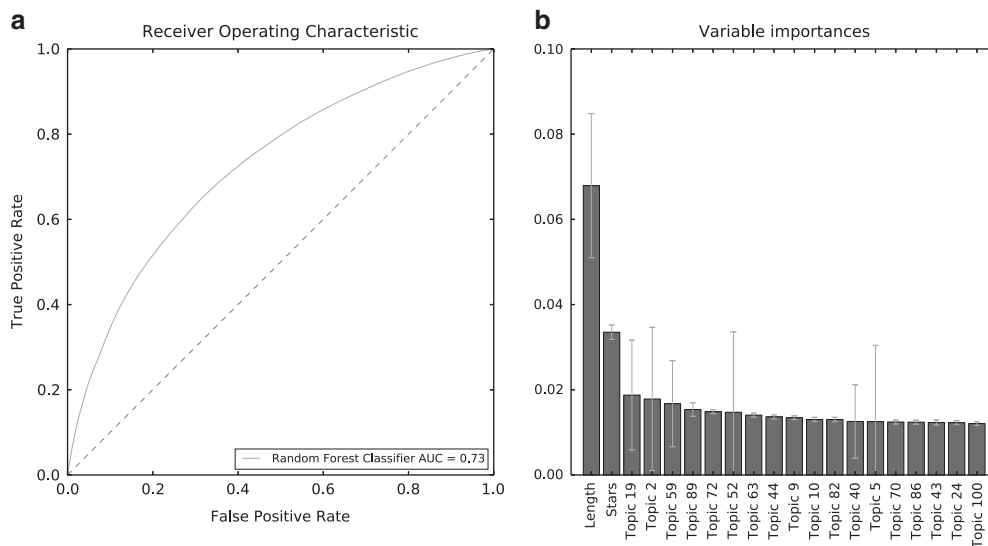 a
Receiver Operating Characteristic
1.0
0.8
0.6
0.4
0.2
0.0
True Positive Rate
0.0 0.2 0.4 0.6 0.8 1.0
False Positive Rate
Random Forest Classifier AUC = 0.73
b
Variable importances
0.10
0.08
0.06
0.04
0.02
0.00
Length
Stars
Topic 19
Topic 2
Topic 59
Topic 89
Topic 72
Topic 52
Topic 63
Topic 44
Topic 9
Topic 10
Topic 82
Topic 40
Topic 5
Topic 70
Topic 86
Topic 43
Topic 24
Topic 100